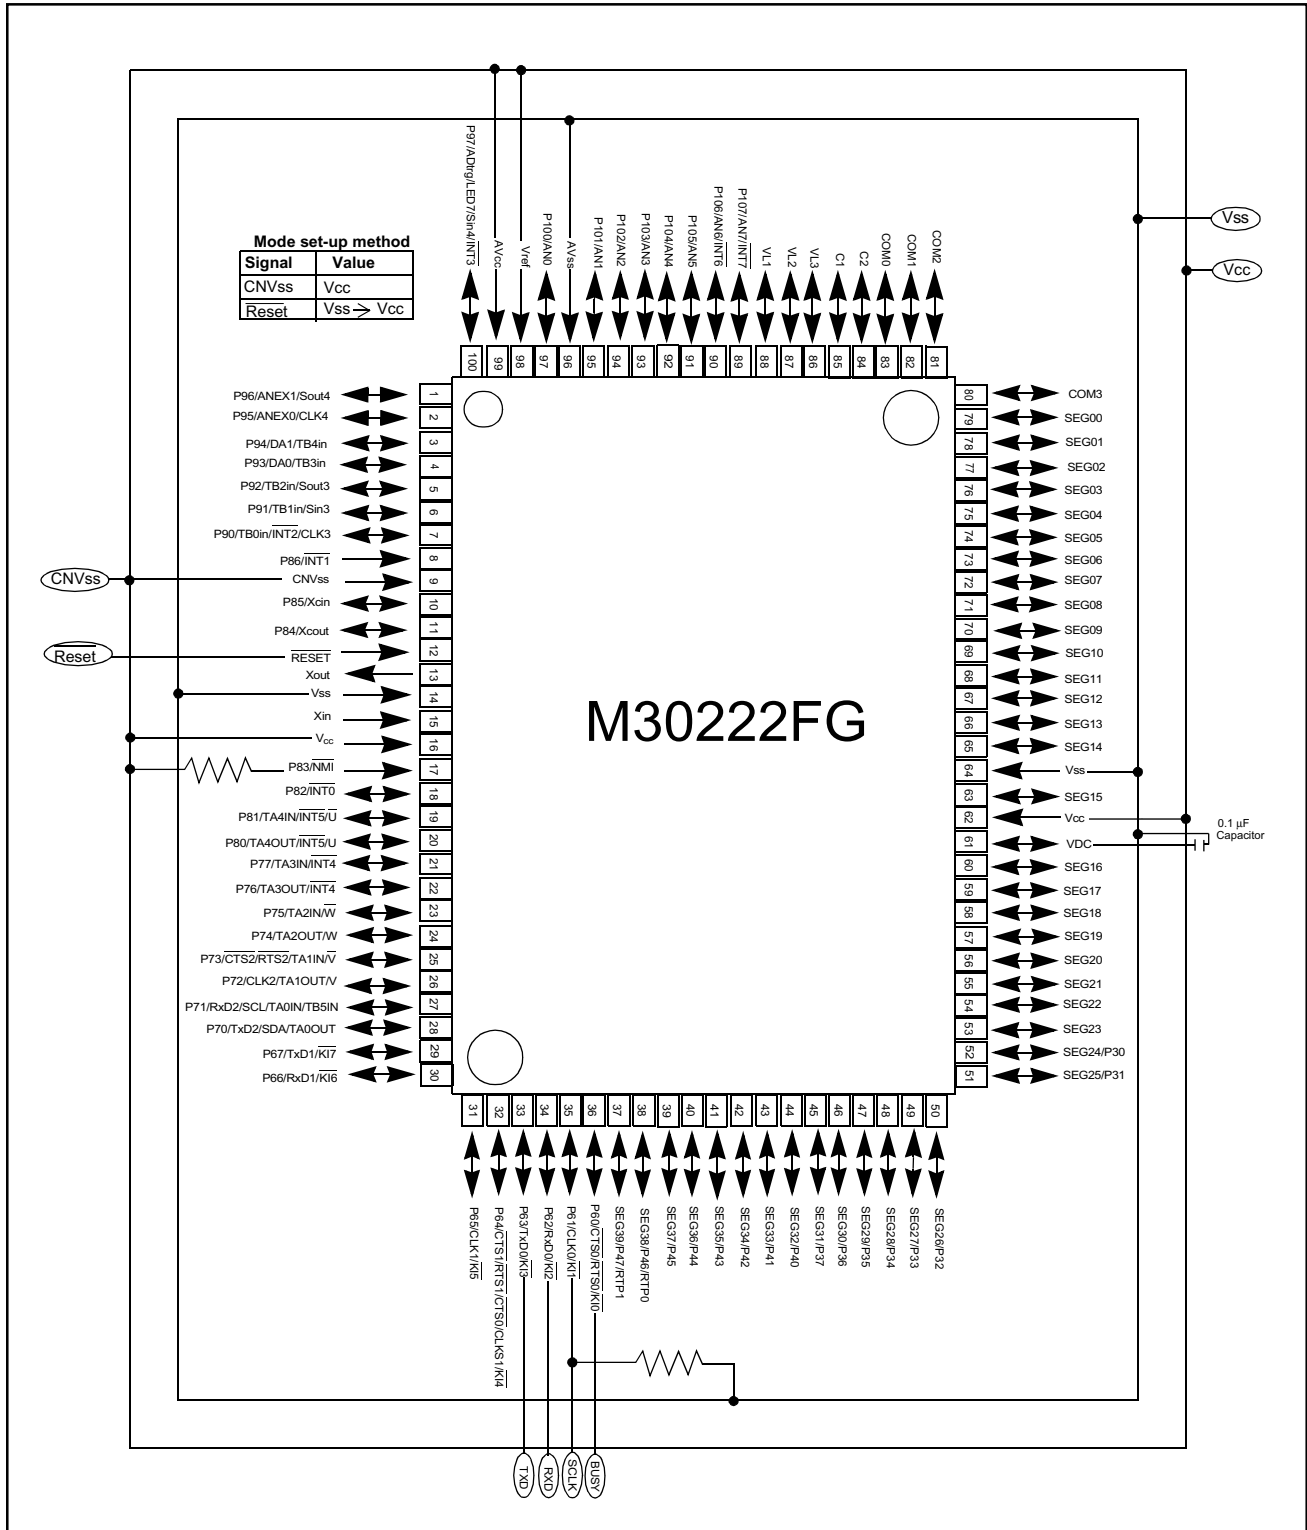 P97/ADtrg/LED7/Sin4/INT3
AVcc
Vref
P100/AN0
AVss
P101/AN1
P102/AN2
P103/AN3
P104/AN4
P105/AN5
P106/AN6/INT6
P107/AN7/INT7
VL1
VL2
VL3
C1
C2
COM0
COM1
COM2
Vss
Vcc
Mode set-up method
Signal Value
CNVss Vcc
Reset Vss → Vcc
100 99 98 97 96 95 94 93 92 91 90 89 88 87 86 85 84 83 82 81
P96/ANEX1/Sout4 1
P95/ANEX0/CLK4 2
P94/DA1/TB4in 3
P93/DA0/TB3in 4
P92/TB2in/Sout3 5
P91/TB1in/Sin3 6
P90/TB0in/INT2/CLK3 7
P86/INT1 8
CNVss CNVss 9
P85/Xcin 10
P84/Xcout 11
Reset RESET 12
Xout 13
Vss 14
Xin 15
Vcc 16
P83/NMI 17
P82/INT0 18
P81/TA4IN/INT5/U 19
P80/TA4OUT/INT5/U 20
P77/TA3IN/INT4 21
P76/TA3OUT/INT4 22
P75/TA2IN/W 23
P74/TA2OUT/W 24
P73/CTS2/RTS2/TA1IN/V 25
P72/CLK2/TA1OUT/V 26
P71/RxD2/SCL/TA0IN/TB5IN 27
P70/TxD2/SDA/TA0OUT 28
P67/TxD1/KI7 29
P66/RxD1/KI6 30
M30222FG
80 COM3
79 SEG00
78 SEG01
77 SEG02
76 SEG03
75 SEG04
74 SEG05
73 SEG06
72 SEG07
71 SEG08
70 SEG09
69 SEG10
68 SEG11
67 SEG12
66 SEG13
65 SEG14
64 Vss
63 SEG15
62 Vcc
61 VDC
0.1 µF
Capacitor
60 SEG16
59 SEG17
58 SEG18
57 SEG19
56 SEG20
55 SEG21
54 SEG22
53 SEG23
52 SEG24/P30
51 SEG25/P31
31 32 33 34 35 36 37 38 39 40 41 42 43 44 45 46 47 48 49 50
P65/CLK1/KI5
P64/CTS1/RTS1/CTS0/CLKS1/KI4
P63/TxD0/KI3
P62/RxD0/KI2
P61/CLK0/KI1
P60/CTS0/RTS0/KI0
SEG39/P47/RTP1
SEG38/P46/RTP0
SEG37/P45
SEG36/P44
SEG35/P43
SEG34/P42
SEG33/P41
SEG32/P40
SEG31/P37
SEG30/P36
SEG29/P35
SEG28/P34
SEG27/P33
SEG26/P32
TXD
RXD
SCLK
BUSY